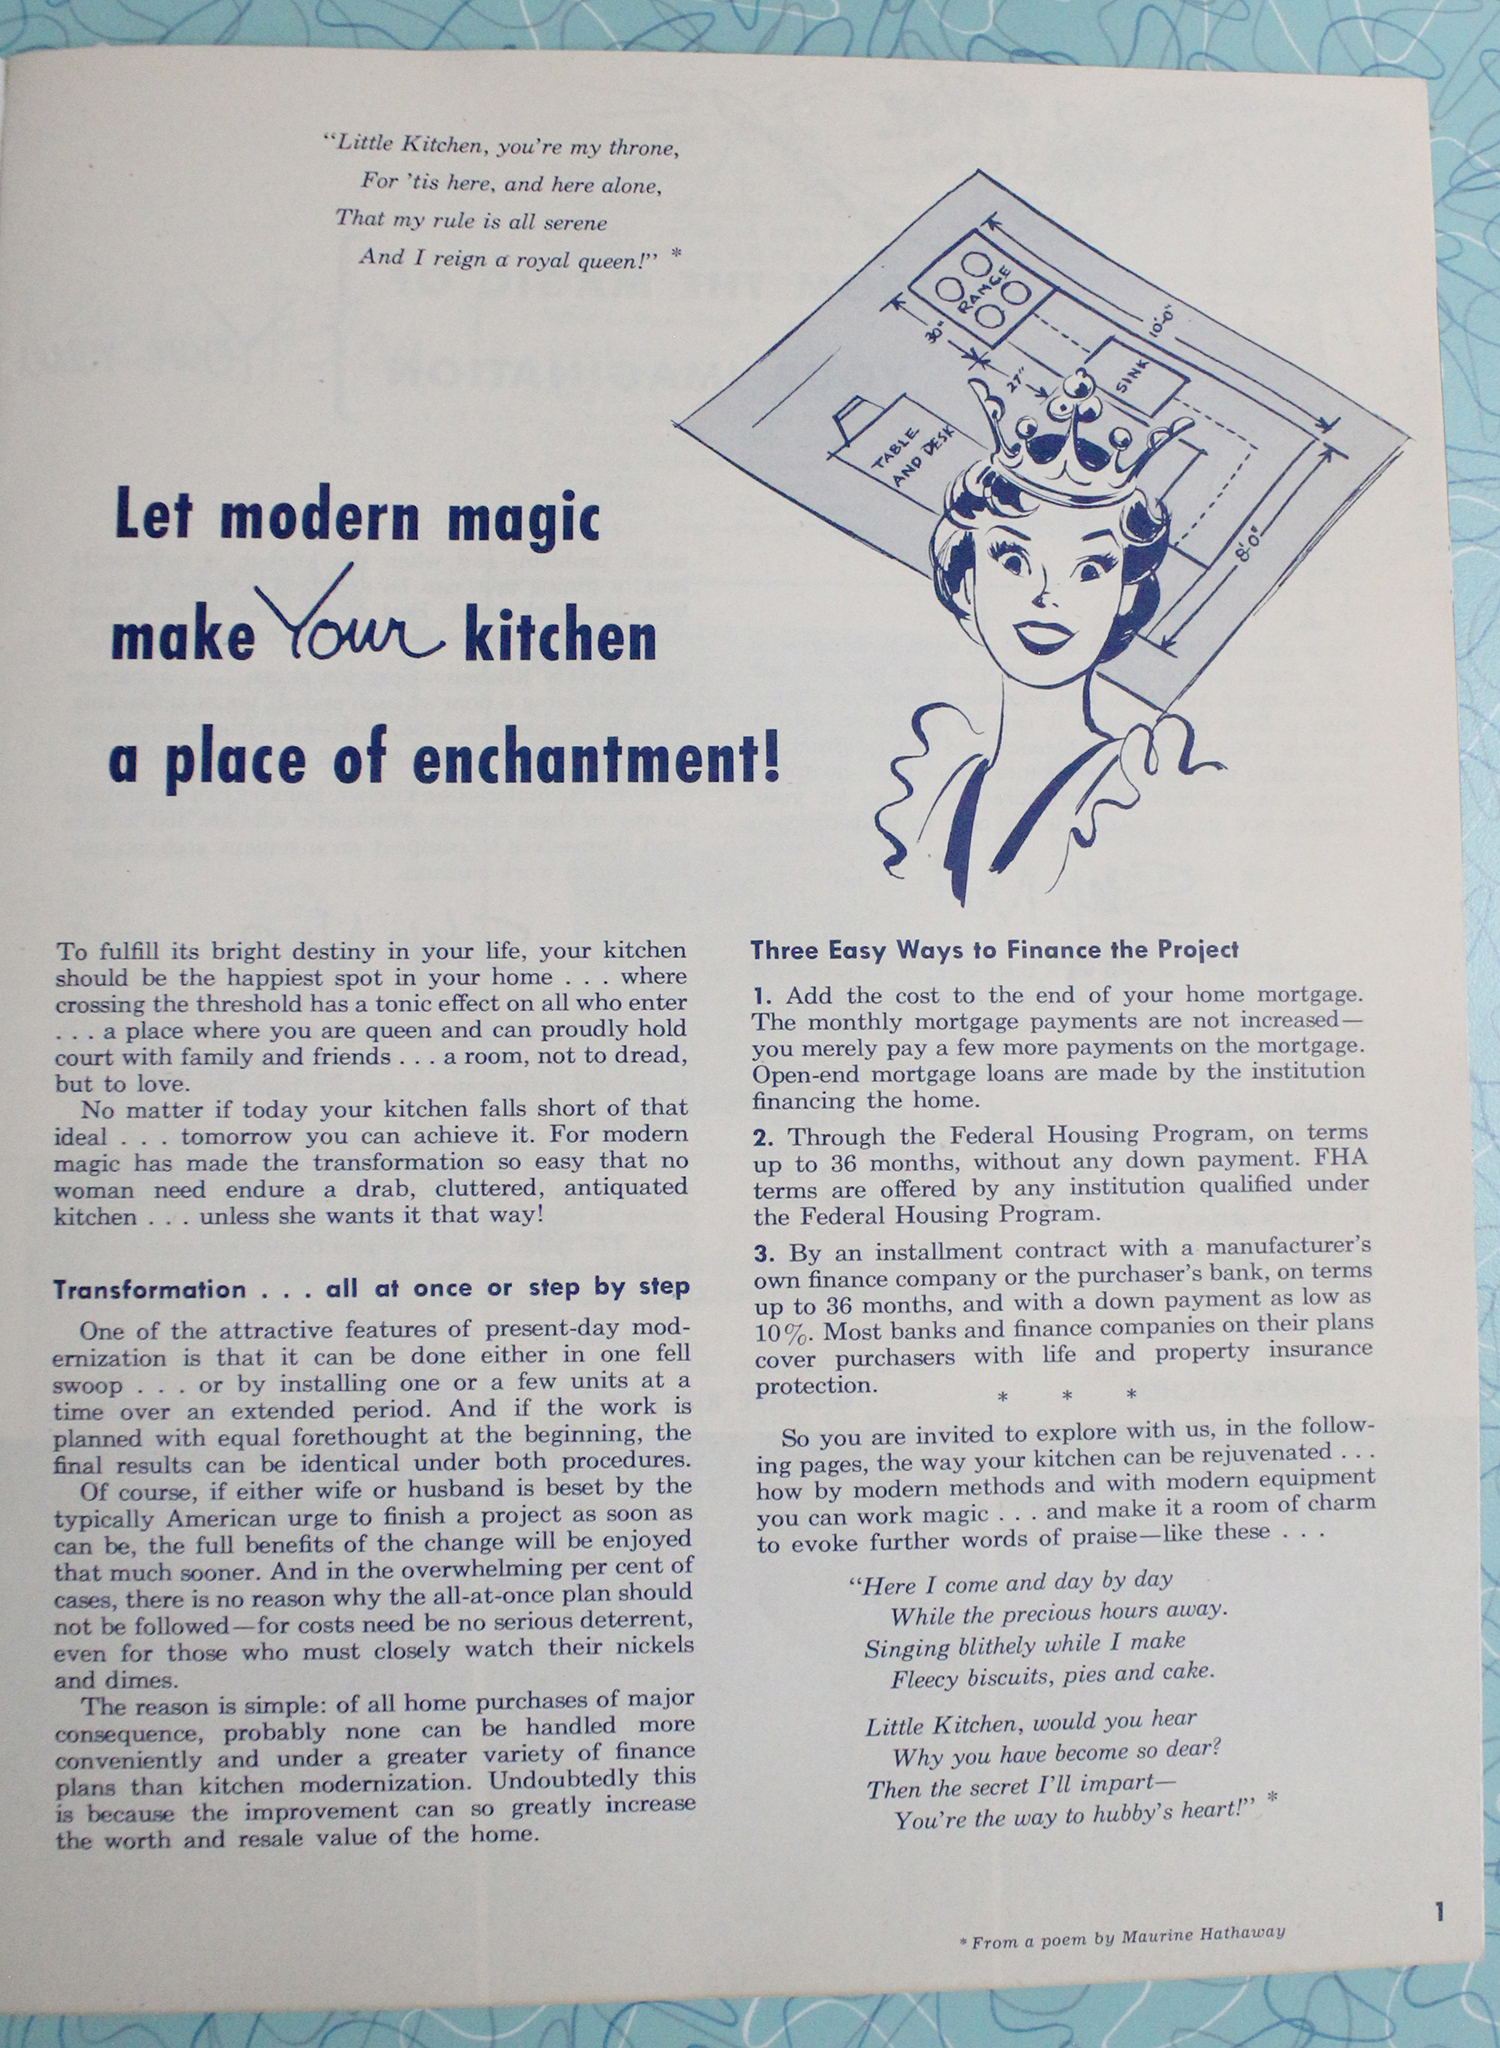 “Little Kitchen, you’re my throne,
For ’tis here, and here alone,
That my rule is all serene
And I reign a royal queen!” *
RANGE
30"
27"
10'-0"
SINK
TABLE
AND DESK
8'-0"
Let modern magic
make Your kitchen
a place of enchantment!
To fulfill its bright destiny in your life, your kitchen
should be the happiest spot in your home . . . where
crossing the threshold has a tonic effect on all who enter
. . . a place where you are queen and can proudly hold
court with family and friends . . . a room, not to dread,
but to love.
No matter if today your kitchen falls short of that
ideal . . . tomorrow you can achieve it. For modern
magic has made the transformation so easy that no
woman need endure a drab, cluttered, antiquated
kitchen . . . unless she wants it that way!
Transformation . . . all at once or step by step
One of the attractive features of present-day mod-
ernization is that it can be done either in one fell
swoop . . . or by installing one or a few units at a
time over an extended period. And if the work is
planned with equal forethought at the beginning, the
final results can be identical under both procedures.
Of course, if either wife or husband is beset by the
typically American urge to finish a project as soon as
can be, the full benefits of the change will be enjoyed
that much sooner. And in the overwhelming per cent of
cases, there is no reason why the all-at-once plan should
not be followed—for costs need be no serious deterrent,
even for those who must closely watch their nickels
and dimes.
The reason is simple: of all home purchases of major
consequence, probably none can be handled more
conveniently and under a greater variety of finance
plans than kitchen modernization. Undoubtedly this
is because the improvement can so greatly increase
the worth and resale value of the home.
Three Easy Ways to Finance the Project
1. Add the cost to the end of your home mortgage.
The monthly mortgage payments are not increased—
you merely pay a few more payments on the mortgage.
Open-end mortgage loans are made by the institution
financing the home.
2. Through the Federal Housing Program, on terms
up to 36 months, without any down payment. FHA
terms are offered by any institution qualified under
the Federal Housing Program.
3. By an installment contract with a manufacturer’s
own finance company or the purchaser’s bank, on terms
up to 36 months, and with a down payment as low as
10%. Most banks and finance companies on their plans
cover purchasers with life and property insurance
protection.
* * *
So you are invited to explore with us, in the follow-
ing pages, the way your kitchen can be rejuvenated . . .
how by modern methods and with modern equipment
you can work magic . . . and make it a room of charm
to evoke further words of praise—like these . . .
“Here I come and day by day
While the precious hours away.
Singing blithely while I make
Fleecy biscuits, pies and cake.
Little Kitchen, would you hear
Why you have become so dear?
Then the secret I’ll impart—
You’re the way to hubby’s heart!” *
* From a poem by Maurine Hathaway
1